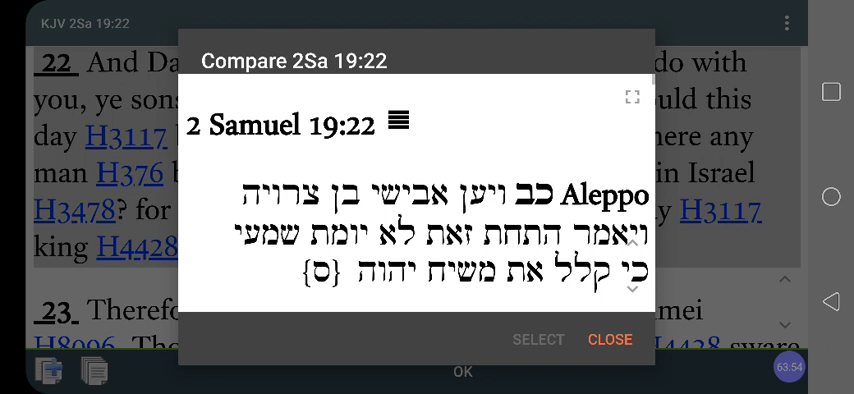 KJV 2Sa 19:22
Compare 2Sa 19:22
22 And Da do with
you, ye sons uld this
day H3117 here any
man H376 in Israel
H3478? for y H3117
king H4428
23 Therefo mei
H8096. Tho H4428 sware
2 Samuel 19:22
Aleppo כב ויען אבישי בן צרויה
ויאמר התחת זאת לא יומת שמעי
כי קלל את משיח יהוה {ס}
SELECT CLOSE
OK
63:54